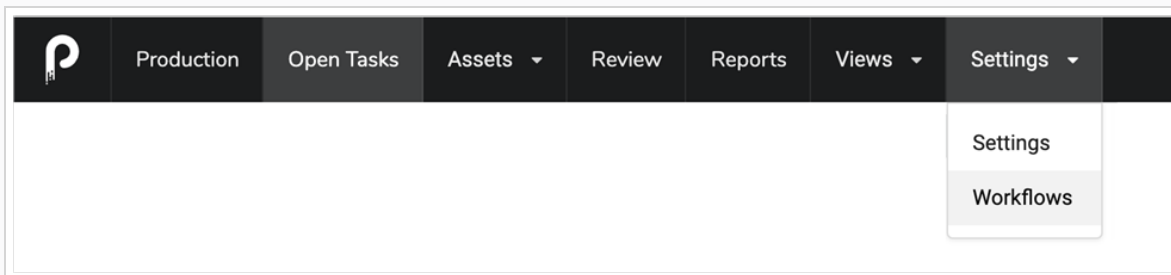 Production Open Tasks Assets Review Reports Views Settings
Settings
Workflows